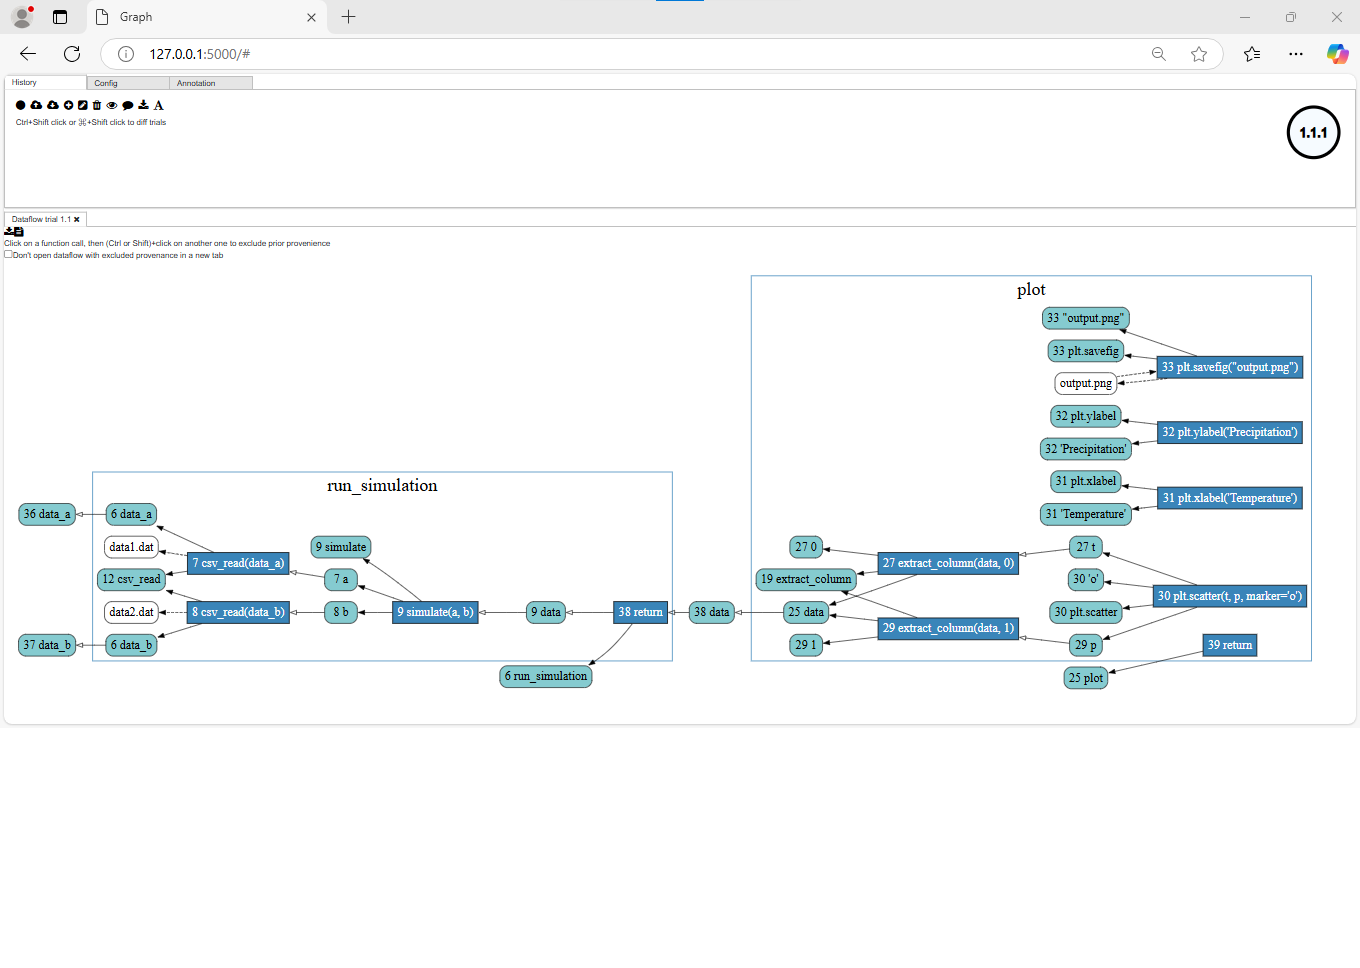 Graph
127.0.0.1:5000/#
History
Config
Annotation
A
Ctrl+Shift click or ⌘+Shift click to diff trials
1.1.1
Dataflow trial 1.1 ✖
Click on a function call, then (Ctrl or Shift)+click on another one to exclude prior provenience
Don't open dataflow with excluded provenance in a new tab
plot
33 "output.png"
33 plt.savefig
33 plt.savefig("output.png")
output.png
32 plt.ylabel
32 plt.ylabel('Precipitation')
32 'Precipitation'
31 plt.xlabel
31 plt.xlabel('Temperature')
31 'Temperature'
run_simulation
36 data_a
6 data_a
data1.dat
9 simulate
7 csv_read(data_a)
12 csv_read
7 a
data2.dat
8 csv_read(data_b)
8 b
9 simulate(a, b)
9 data
38 return
38 data
37 data_b
6 data_b
6 run_simulation
27 0
27 extract_column(data, 0)
27 t
19 extract_column
30 'o'
30 plt.scatter(t, p, marker='o')
25 data
30 plt.scatter
29 extract_column(data, 1)
29 1
29 p
39 return
25 plot